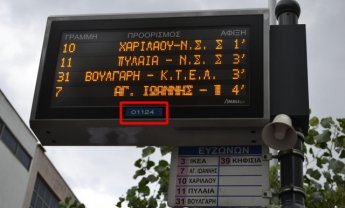 ΓΡΑΜΜΗ ΠΡΟΟΡΙΣΜΟΣ ΑΦΙΞΗ
10 ΧΑΡΙΛΑΟΥ-Ν.Σ. Σ 1'
11 ΠΥΛΑΙΑ - Ν.Σ. Σ 3'
31 ΒΟΥΛΓΑΡΗ - Κ.Τ.Ε.Λ. 3'
7 ΑΓ. ΙΩΑΝΝΗΣ - 4'
01124
ΕΥΖΩΝΩΝ
3 ΙΚΕΑ 39 ΚΗΦΙΣΙΑ
7 ΑΓ. ΙΩΑΝΝΗΣ
10 ΧΑΡΙΛΑΟΥ
11 ΠΥΛΑΙΑ
31 ΒΟΥΛΓΑΡΗ